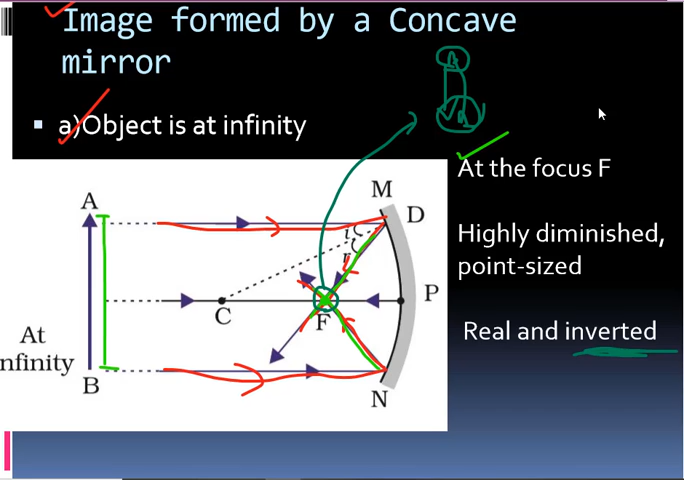 Image formed by a Concave
mirror
a)Object is at infinity
At the focus F
Highly diminished,
point-sized
Real and inverted
A
M
D
i
r
C
F
P
At
nfinity
B
N